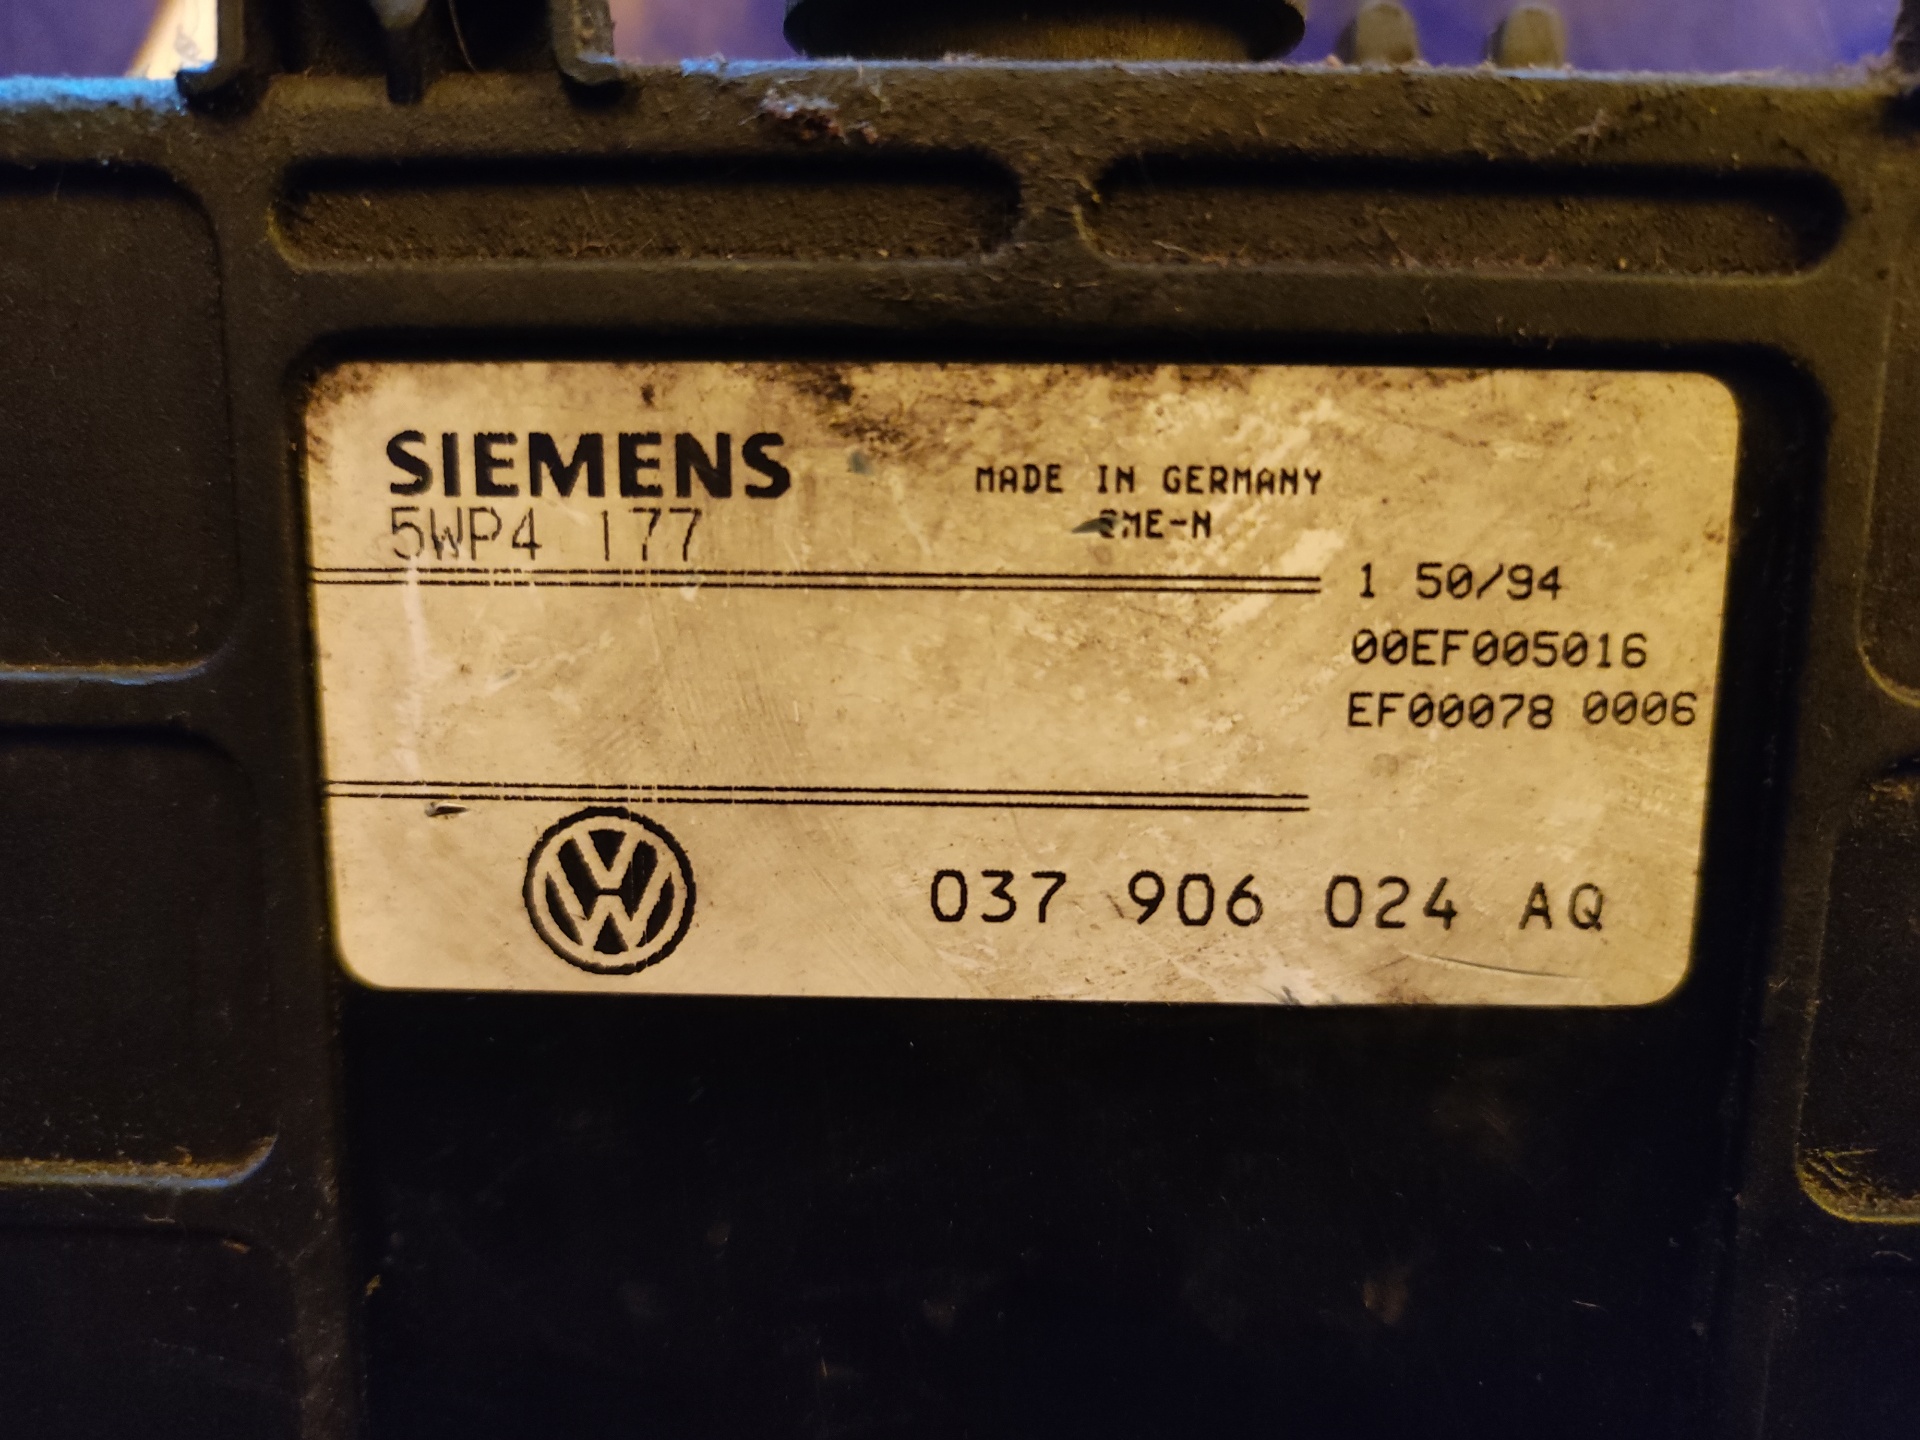 SIEMENS
MADE IN GERMANY
5WP4 177
1 50/94
00EF005016
EF00078 0006
037 906 024 AQ